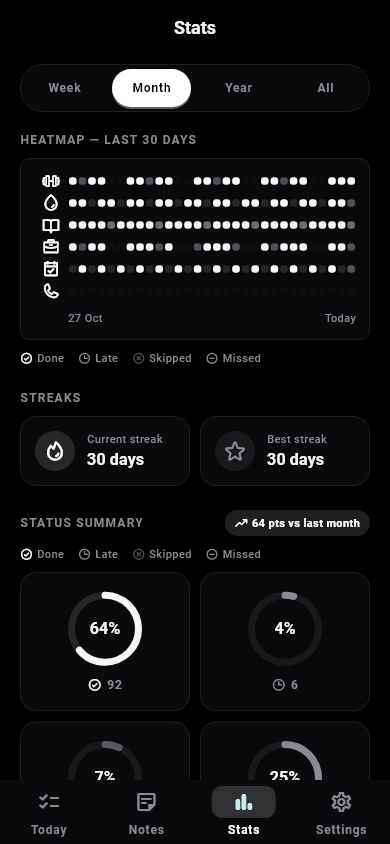 Stats
Week Month Year All
HEATMAP — LAST 30 DAYS
27 Oct Today
Done Late Skipped Missed
STREAKS
Current streak
30 days
Best streak
30 days
STATUS SUMMARY
64 pts vs last month
Done Late Skipped Missed
64%
92
4%
6
7%
25%
Today Notes Stats Settings